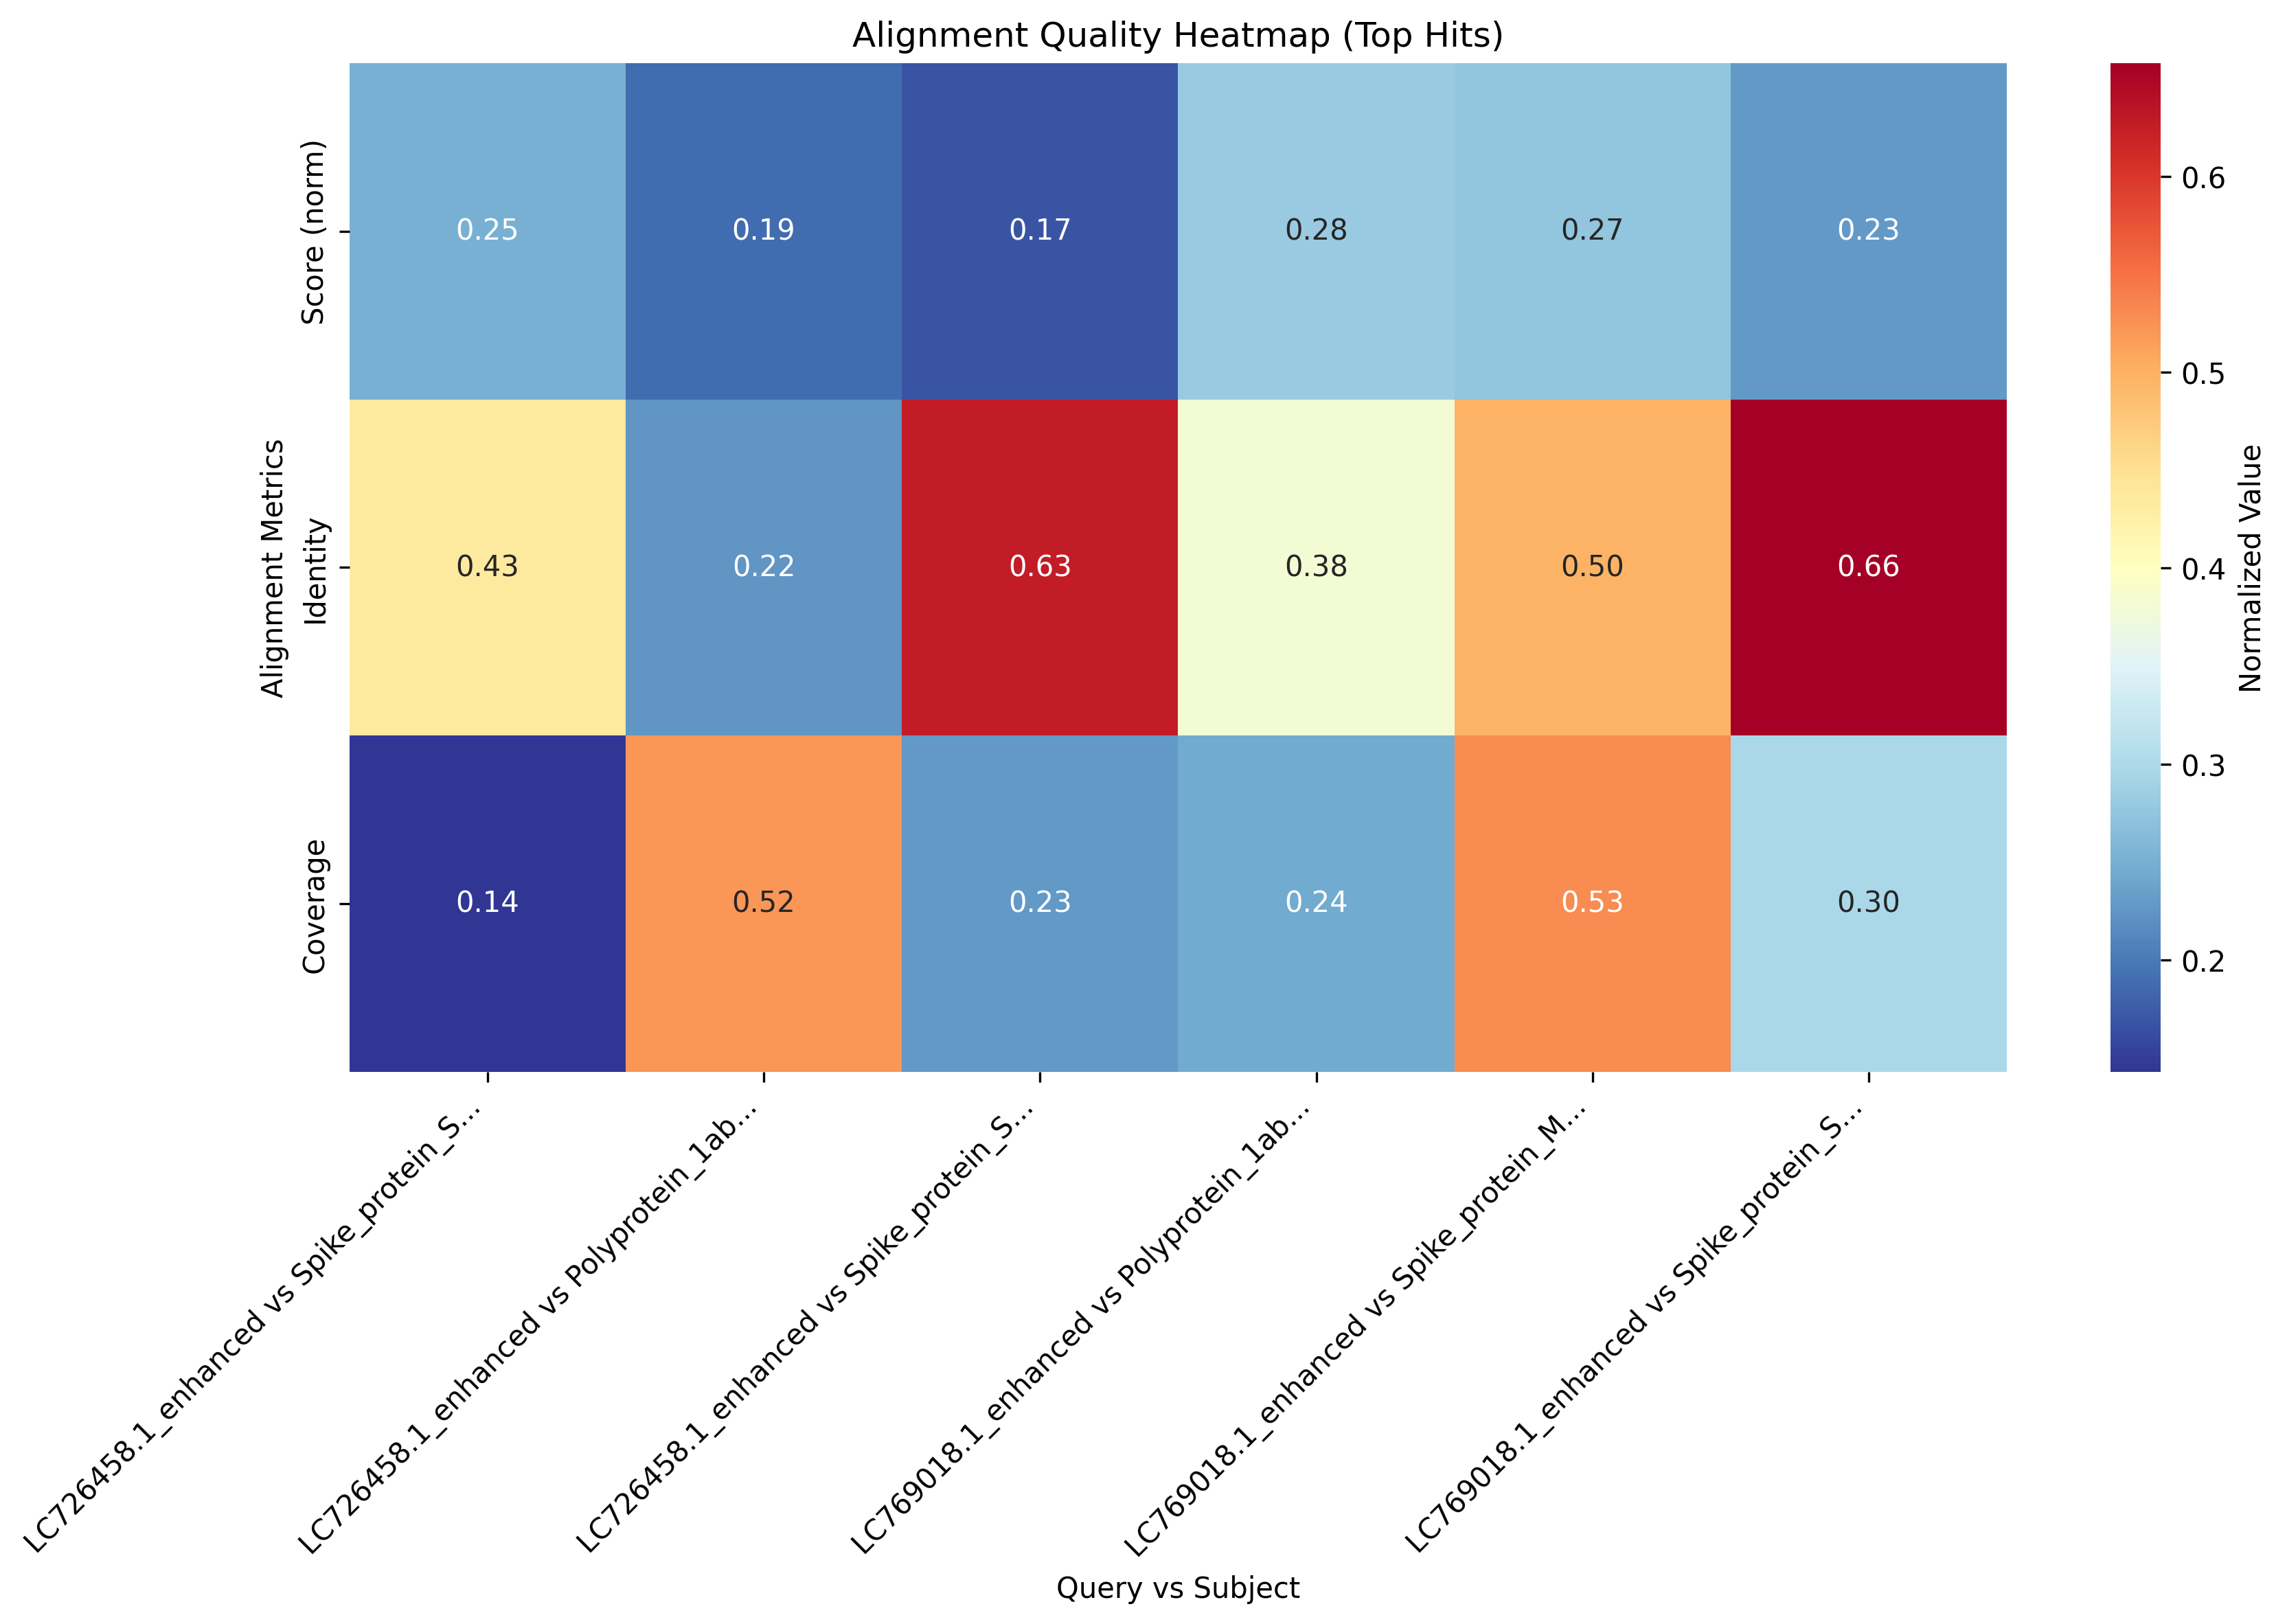 Alignment Quality Heatmap (Top Hits)
Score (norm)
0.25 0.19 0.17 0.28 0.27 0.23
Alignment Metrics
Identity
0.43 0.22 0.63 0.38 0.50 0.66
Coverage
0.14 0.52 0.23 0.24 0.53 0.30
LC726458.1_enhanced vs Spike_protein_S...
LC726458.1_enhanced vs Polyprotein_1ab...
LC726458.1_enhanced vs Spike_protein_S...
LC769018.1_enhanced vs Polyprotein_1ab...
LC769018.1_enhanced vs Spike_protein_M...
LC769018.1_enhanced vs Spike_protein_S...
Query vs Subject
0.6
0.5
0.4
0.3
0.2
Normalized Value